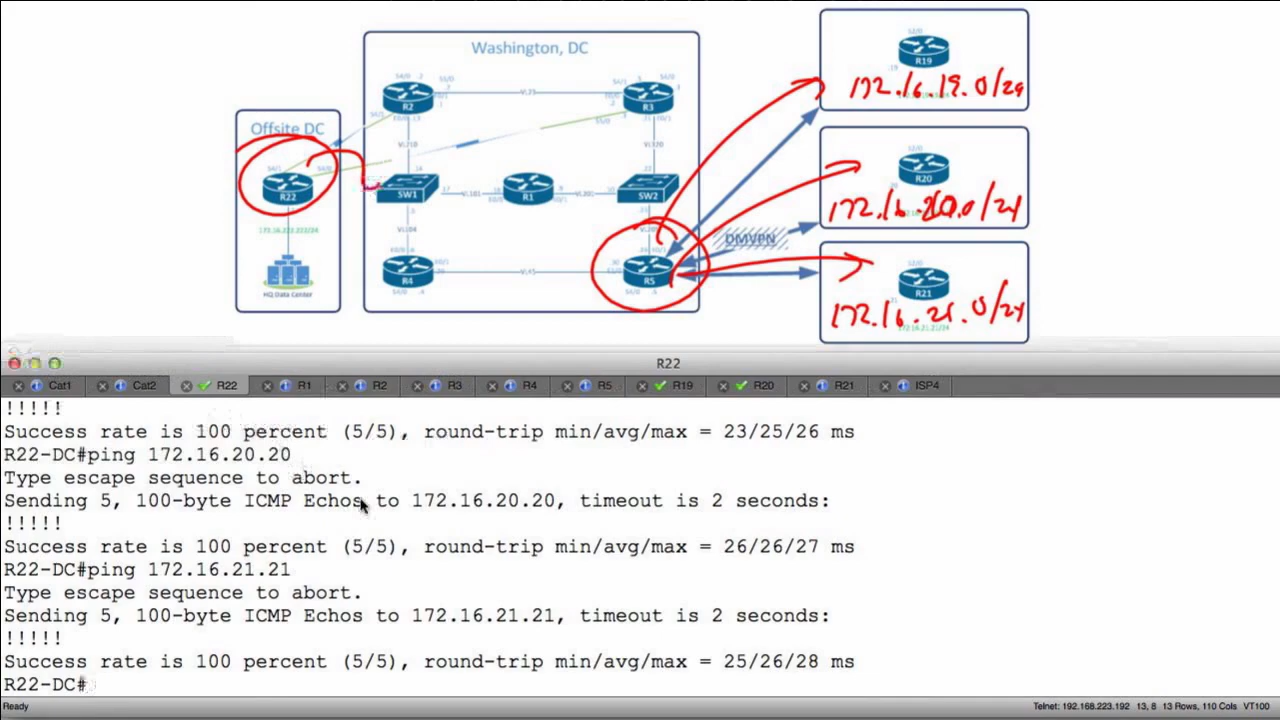 Washington, DC
Offsite DC
R22
HQ Data Center
R2
R3
SW1
R1
SW2
R4
R5
DMVPN
R19
172.16.19.0/24
R20
172.16.20.0/24
R21
172.16.21.0/24
172.16.21.21/24
R22
Cat1 Cat2 R22 R1 R2 R3 R4 R5 R19 R20 R21 ISP4
!!!!!
Success rate is 100 percent (5/5), round-trip min/avg/max = 23/25/26 ms
R22-DC#ping 172.16.20.20
Type escape sequence to abort.
Sending 5, 100-byte ICMP Echos to 172.16.20.20, timeout is 2 seconds:
!!!!!
Success rate is 100 percent (5/5), round-trip min/avg/max = 26/26/27 ms
R22-DC#ping 172.16.21.21
Type escape sequence to abort.
Sending 5, 100-byte ICMP Echos to 172.16.21.21, timeout is 2 seconds:
!!!!!
Success rate is 100 percent (5/5), round-trip min/avg/max = 25/26/28 ms
R22-DC#
Ready
Telnet: 192.168.223.192 13, 8 13 Rows, 110 Cols VT100